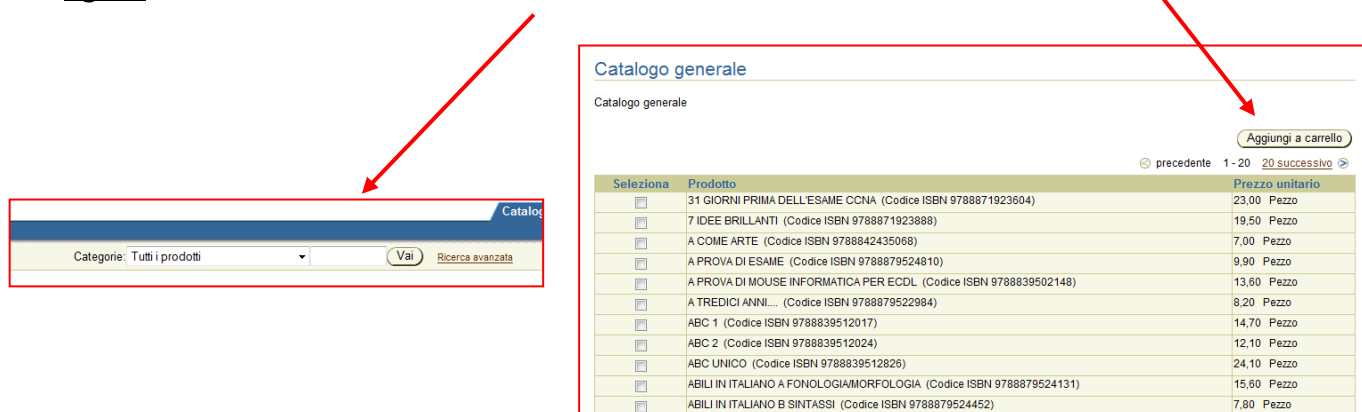 Catalogo generale
Catalogo generale
Aggiungi a carrello
precedente 1 - 20 20 successivo
Seleziona Prodotto Prezzo unitario
31 GIORNI PRIMA DELL'ESAME CCNA (Codice ISBN 9788871923604) 23,00 Pezzo
7 IDEE BRILLANTI (Codice ISBN 9788871923888) 19,50 Pezzo
A COME ARTE (Codice ISBN 9788842435068) 7,00 Pezzo
A PROVA DI ESAME (Codice ISBN 9788879524810) 9,90 Pezzo
A PROVA DI MOUSE INFORMATICA PER ECDL (Codice ISBN 9788839502148) 13,60 Pezzo
A TREDICI ANNI.... (Codice ISBN 9788879522984) 8,20 Pezzo
ABC 1 (Codice ISBN 9788839512017) 14,70 Pezzo
ABC 2 (Codice ISBN 9788839512024) 12,10 Pezzo
ABC UNICO (Codice ISBN 9788839512826) 24,10 Pezzo
ABILI IN ITALIANO A FONOLOGIA/MORFOLOGIA (Codice ISBN 9788879524131) 15,60 Pezzo
ABILI IN ITALIANO B SINTASSI (Codice ISBN 9788879524452) 7,80 Pezzo
Catalog
Categorie: Tutti i prodotti Vai Ricerca avanzata